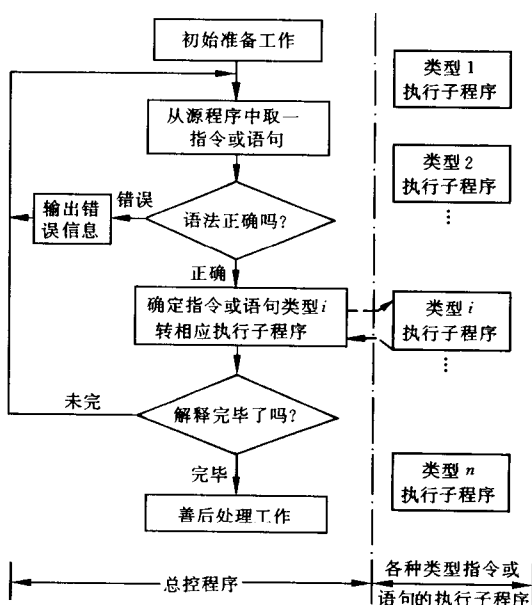 初始准备工作
类型1
执行子程序
从源程序中取一
指令或语句
类型2
执行子程序
⋮
输出错
误信息
错误
语法正确吗?
正确
确定指令或语句类型i
转相应执行子程序
类型i
执行子程序
⋮
未完
解释完毕了吗?
完毕
类型n
执行子程序
善后处理工作
总控程序
各种类型指令或
语句的执行子程序